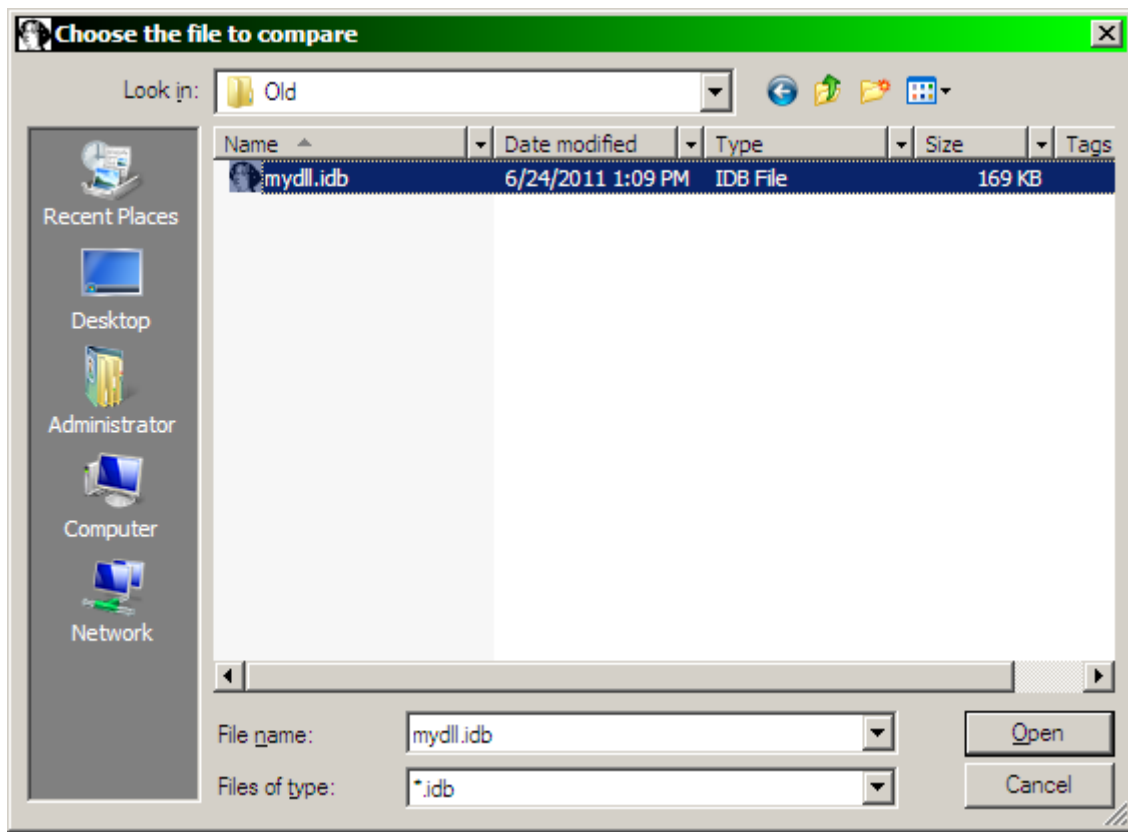 Choose the file to compare
Look in: Old
Name Date modified Type Size Tags
mydll.idb 6/24/2011 1:09 PM IDB File 169 KB
Recent Places
Desktop
Administrator
Computer
Network
File name: mydll.idb Open
Files of type: *.idb Cancel